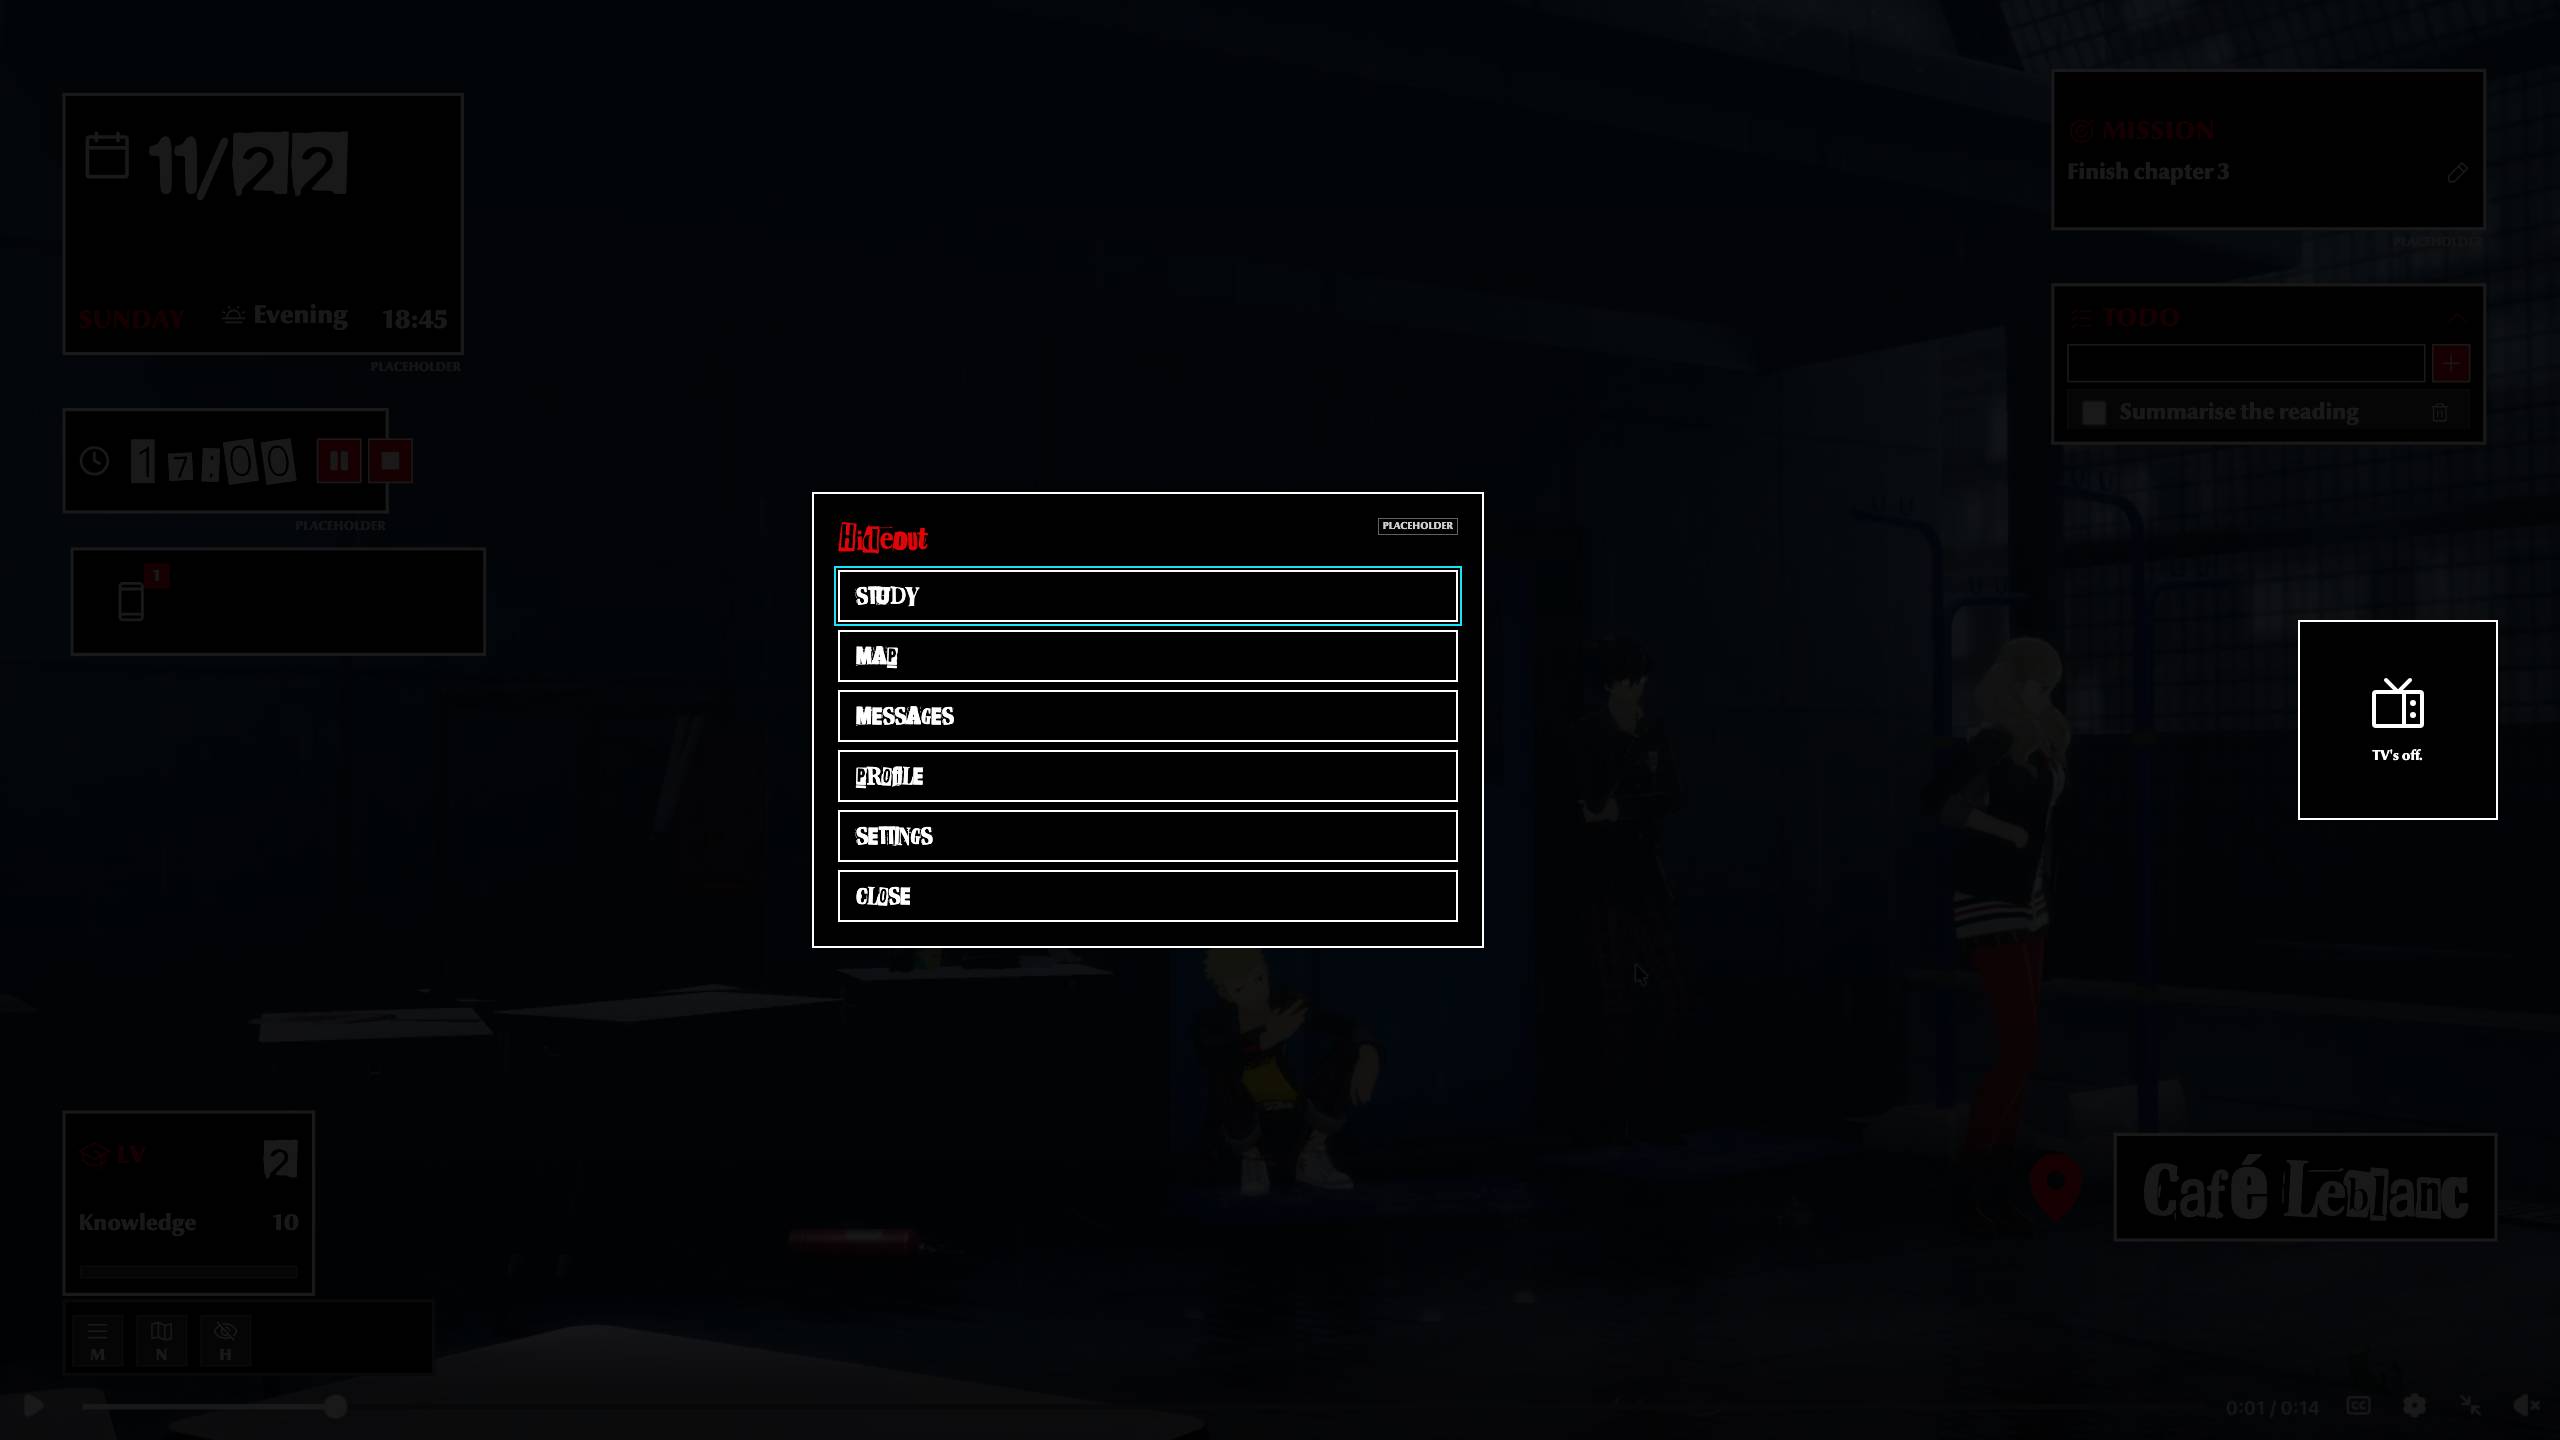 11/22
SUNDAY Evening 18:45
PLACEHOLDER
17:00
PLACEHOLDER
1
MISSION
Finish chapter 3
PLACEHOLDER
TODO
Summarise the reading
Hideout
PLACEHOLDER
STUDY
MAP
MESSAGES
PROfILE
SETTINGS
CLOSE
TV's off.
LV 2
Knowledge 10
M N H
Café Leblanc
0:01 / 0:14
CC